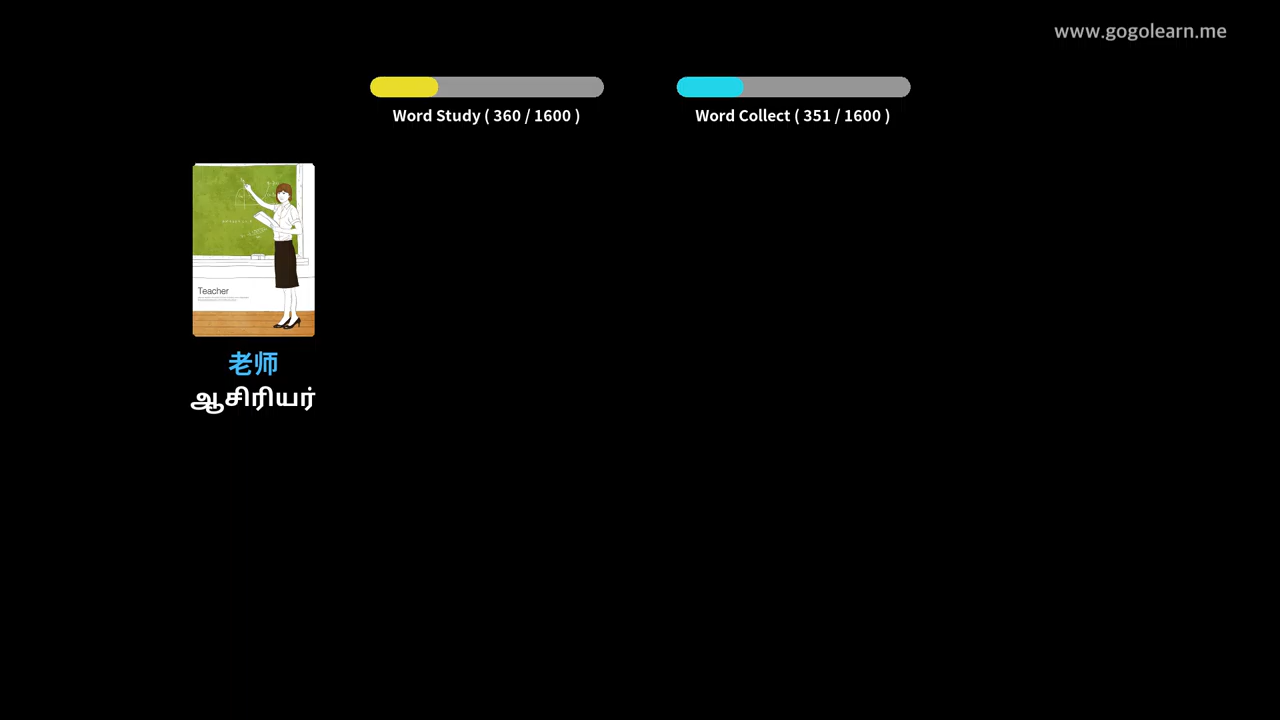 www.gogolearn.me
Word Study ( 360 / 1600 )
Word Collect ( 351 / 1600 )
Teacher
老师
ஆசிரியர்